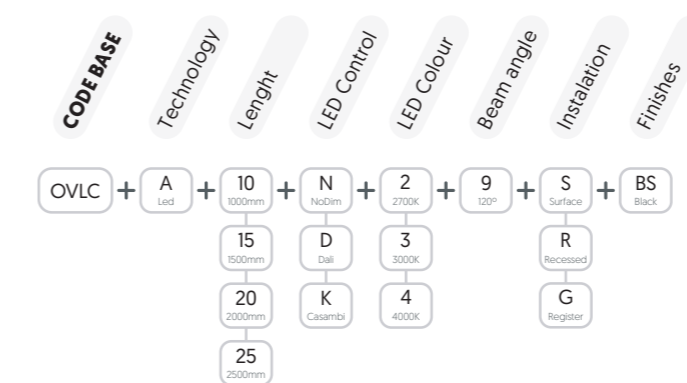 CODE BASE
Technology
Lenght
LED Control
LED Colour
Beam angle
Instalation
Finishes
OVLC + A + 10 + N + 2 + 9 + S + BS
Led 1000mm NoDim 2700K 120º Surface Black
15 D 3 R
1500mm Dali 3000K Recessed
20 K 4 G
2000mm Casambi 4000K Register
25
2500mm